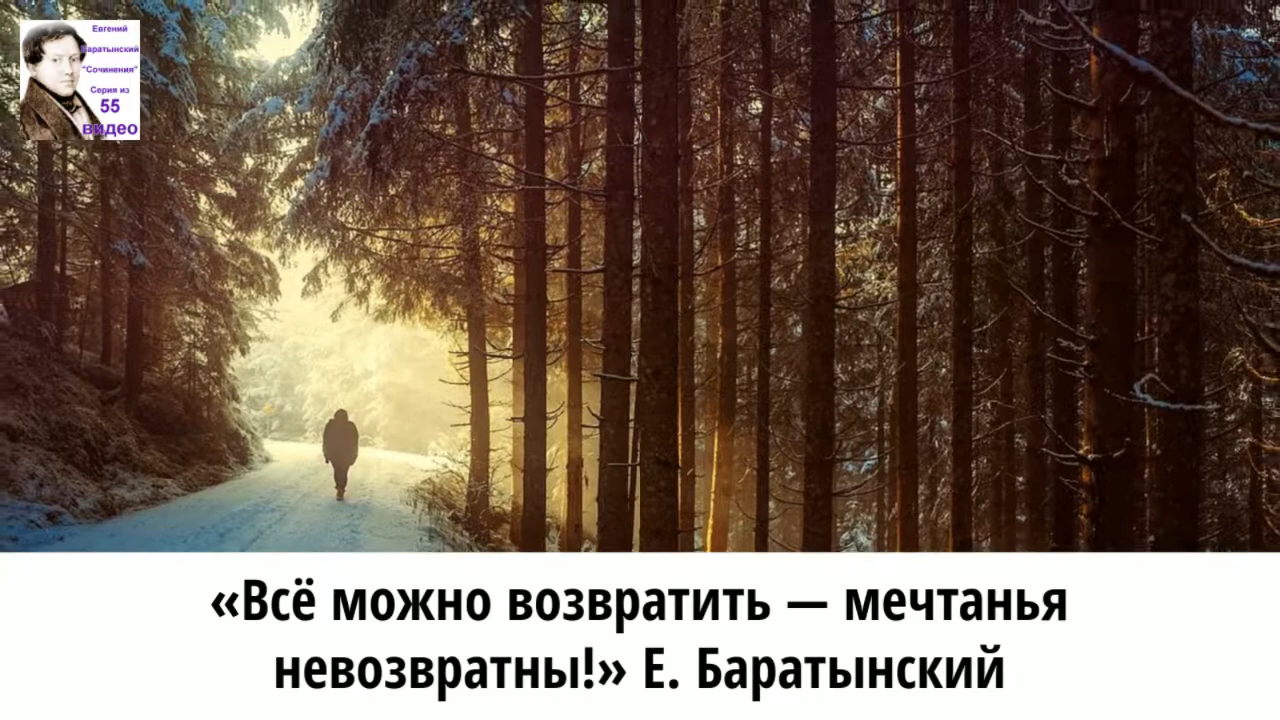 Евгений
Баратынский
"Сочинения"
Серия из
55
видео
«Всё можно возвратить — мечтанья
невозвратны!» Е. Баратынский